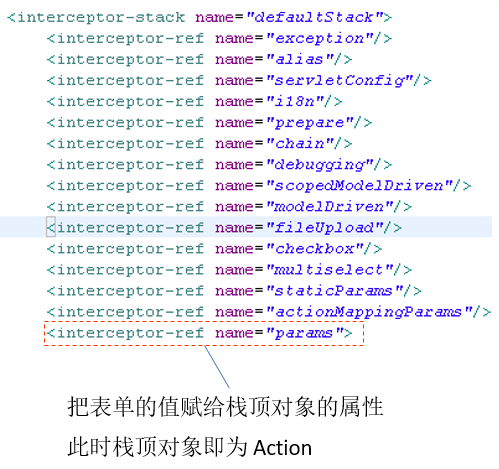 <interceptor-stack name="defaultStack">
<interceptor-ref name="exception"/>
<interceptor-ref name="alias"/>
<interceptor-ref name="servletConfig"/>
<interceptor-ref name="i18n"/>
<interceptor-ref name="prepare"/>
<interceptor-ref name="chain"/>
<interceptor-ref name="debugging"/>
<interceptor-ref name="scopedModelDriven"/>
<interceptor-ref name="modelDriven"/>
<interceptor-ref name="fileUpload"/>
<interceptor-ref name="checkbox"/>
<interceptor-ref name="multiselect"/>
<interceptor-ref name="staticParams"/>
<interceptor-ref name="actionMappingParams"/>
<interceptor-ref name="params">
把表单的值赋给栈顶对象的属性
此时栈顶对象即为 Action